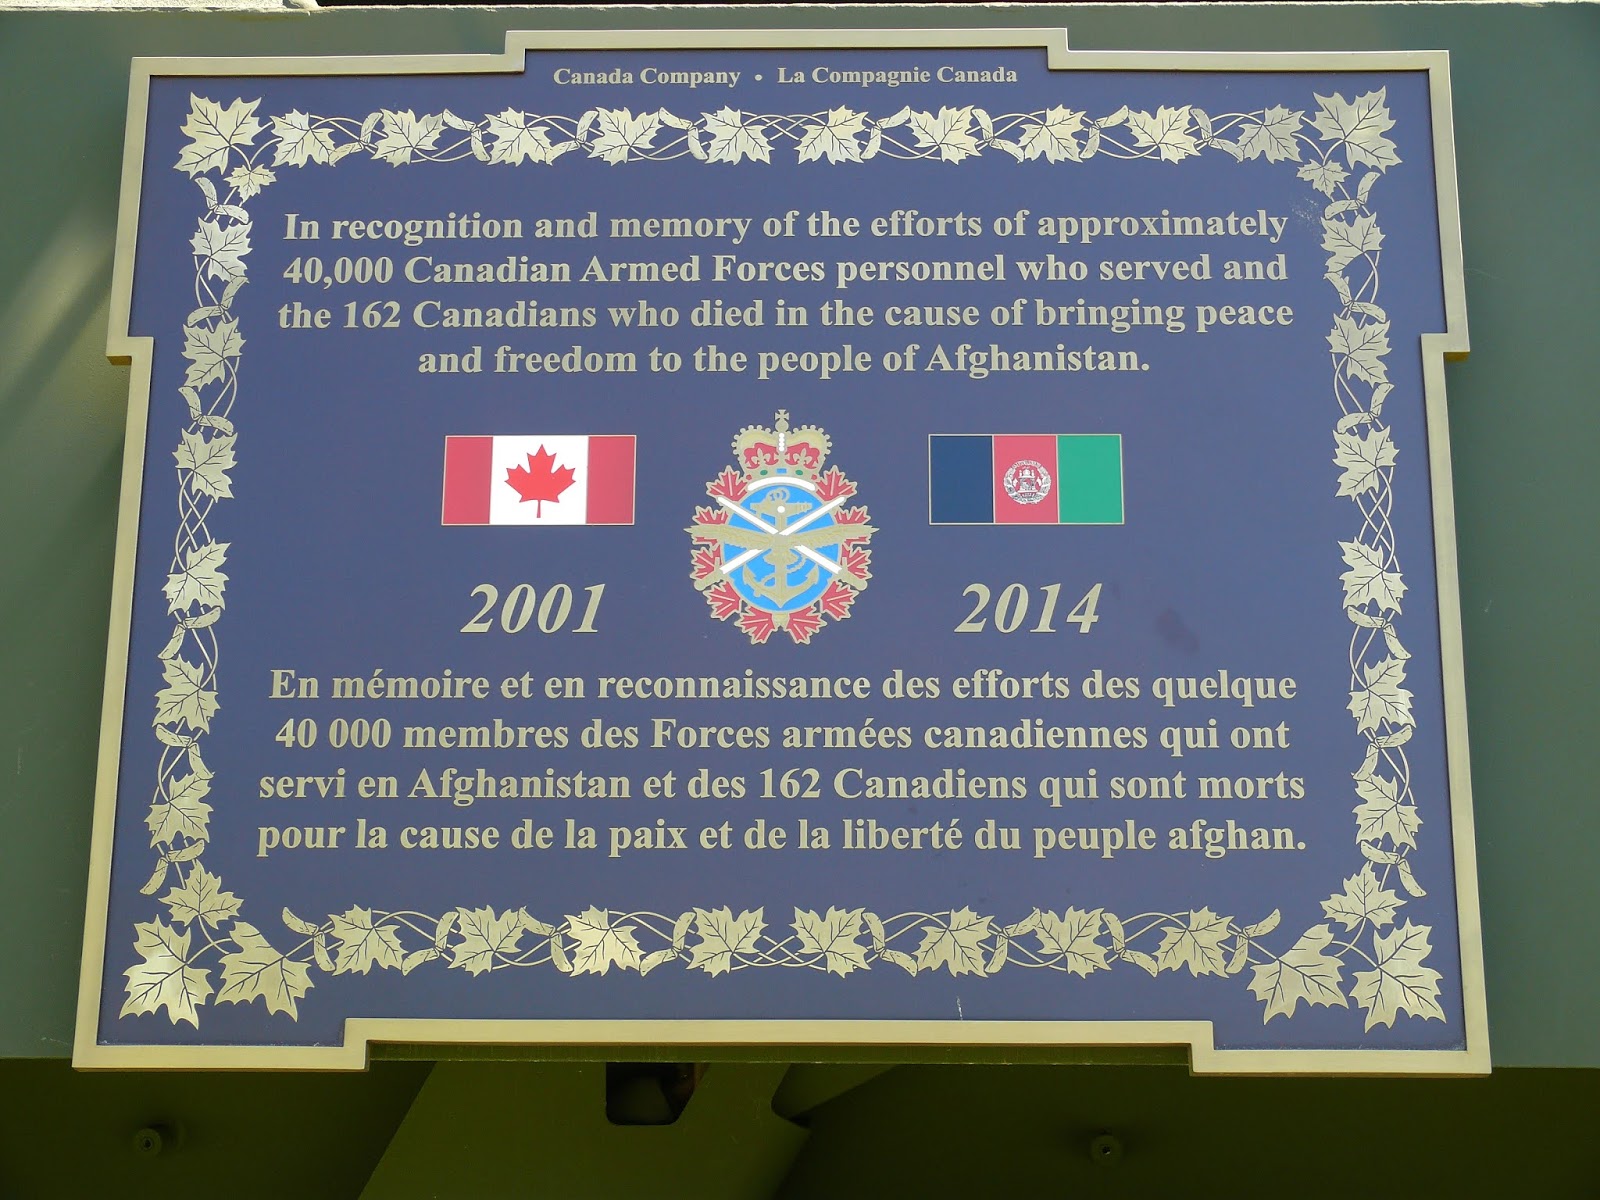 Canada Company • La Compagnie Canada
In recognition and memory of the efforts of approximately
40,000 Canadian Armed Forces personnel who served and
the 162 Canadians who died in the cause of bringing peace
and freedom to the people of Afghanistan.
2001 2014
En mémoire et en reconnaissance des efforts des quelque
40 000 membres des Forces armées canadiennes qui ont
servi en Afghanistan et des 162 Canadiens qui sont morts
pour la cause de la paix et de la liberté du peuple afghan.